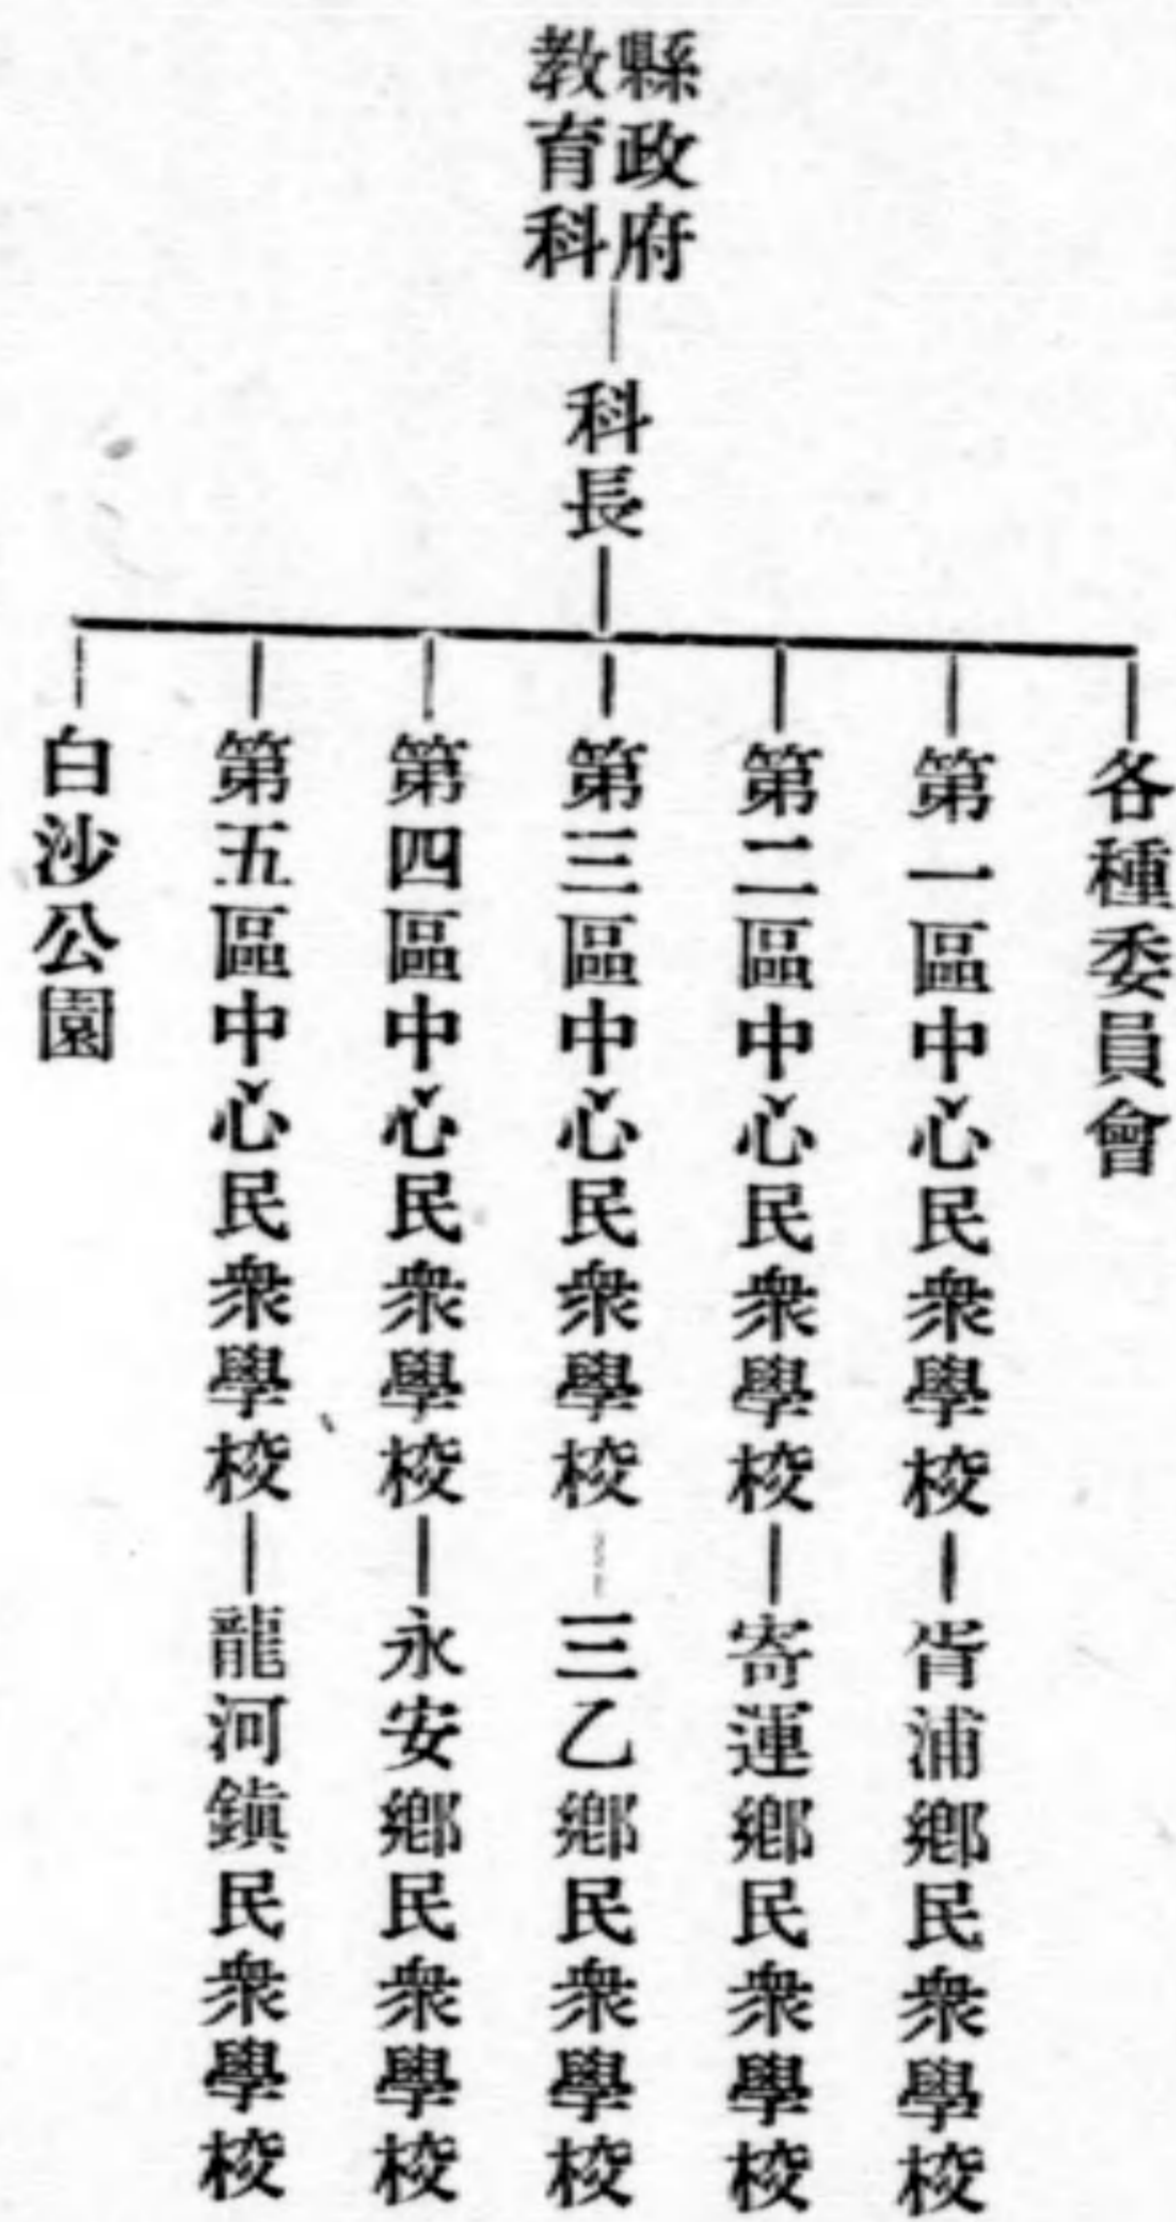 縣政府
教育科
科長
各種委員會
第一區中心民衆學校
胥浦鄉民衆學校
第二區中心民衆學校
寄運鄉民衆學校
第三區中心民衆學校
三乙鄉民衆學校
第四區中心民衆學校
永安鄉民衆學校
第五區中心民衆學校
龍河鎭民衆學校
白沙公園